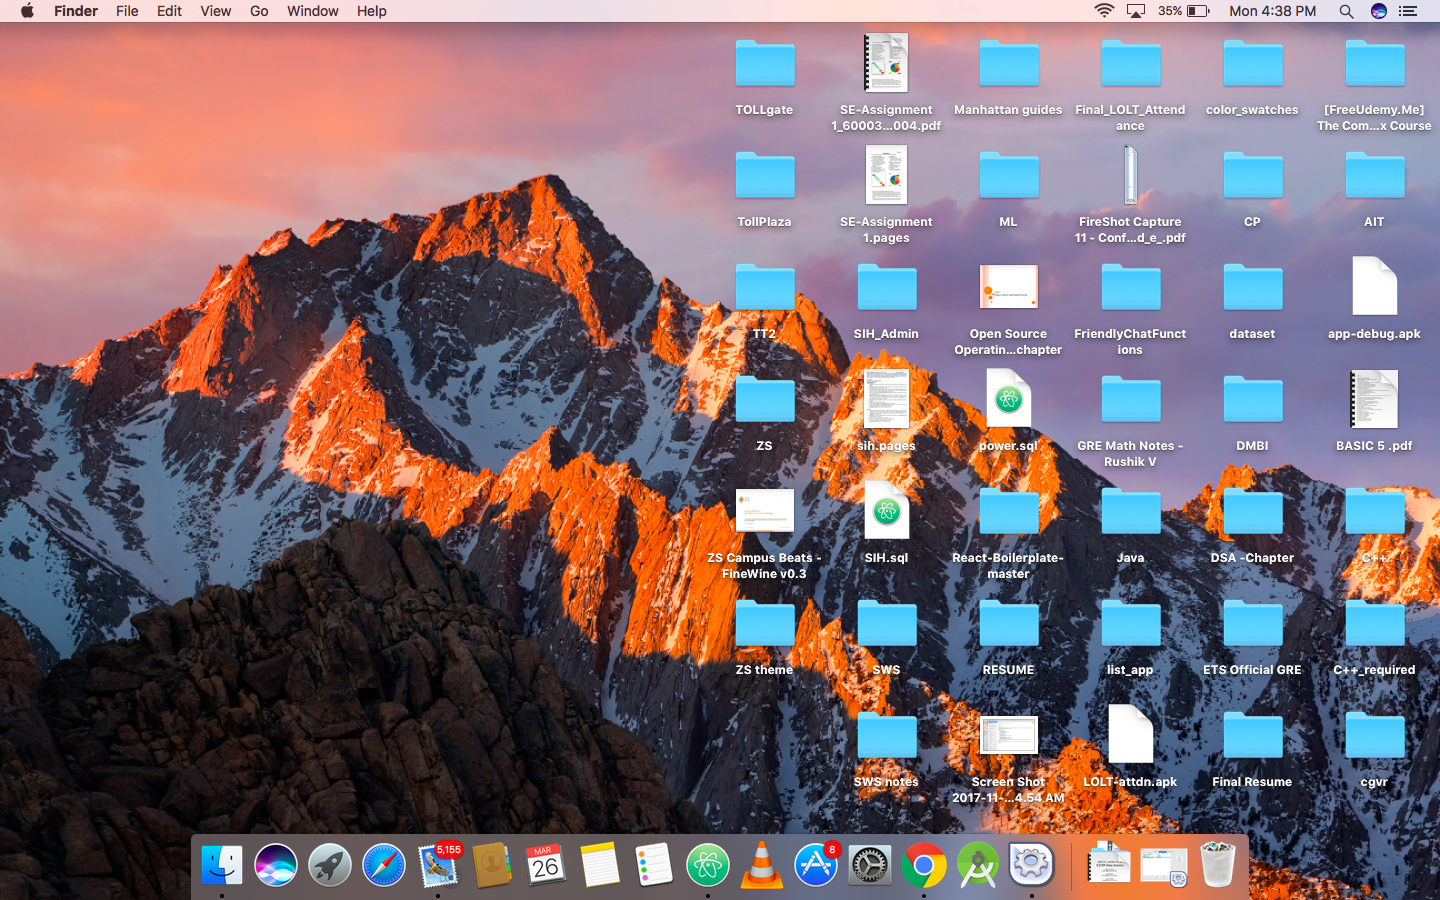 Finder File Edit View Go Window Help 35% Mon 4:38 PM
TOLLgate
SE-Assignment
1_60003...004.pdf
Manhattan guides
Final_LOLT_Attend
ance
color_swatches
[FreeUdemy.Me]
The Com...x Course
TollPlaza
SE-Assignment
1.pages
ML
FireShot Capture
11 - Conf...d_e_.pdf
CP
AIT
TT2
SIH_Admin
Open Source
Operatin...chapter
FriendlyChatFunct
ions
dataset
app-debug.apk
ZS
sih.pages
power.sql
GRE Math Notes -
Rushik V
DMBI
BASIC 5 .pdf
ZS Campus Beats -
FineWine v0.3
SIH.sql
React-Boilerplate-
master
Java
DSA -Chapter
C++
ZS theme
SWS
RESUME
list_app
ETS Official GRE
C++_required
SWS notes
Screen Shot
2017-11-...4.54 AM
LOLT-attdn.apk
Final Resume
cgvr
5,155
MAR
26
8